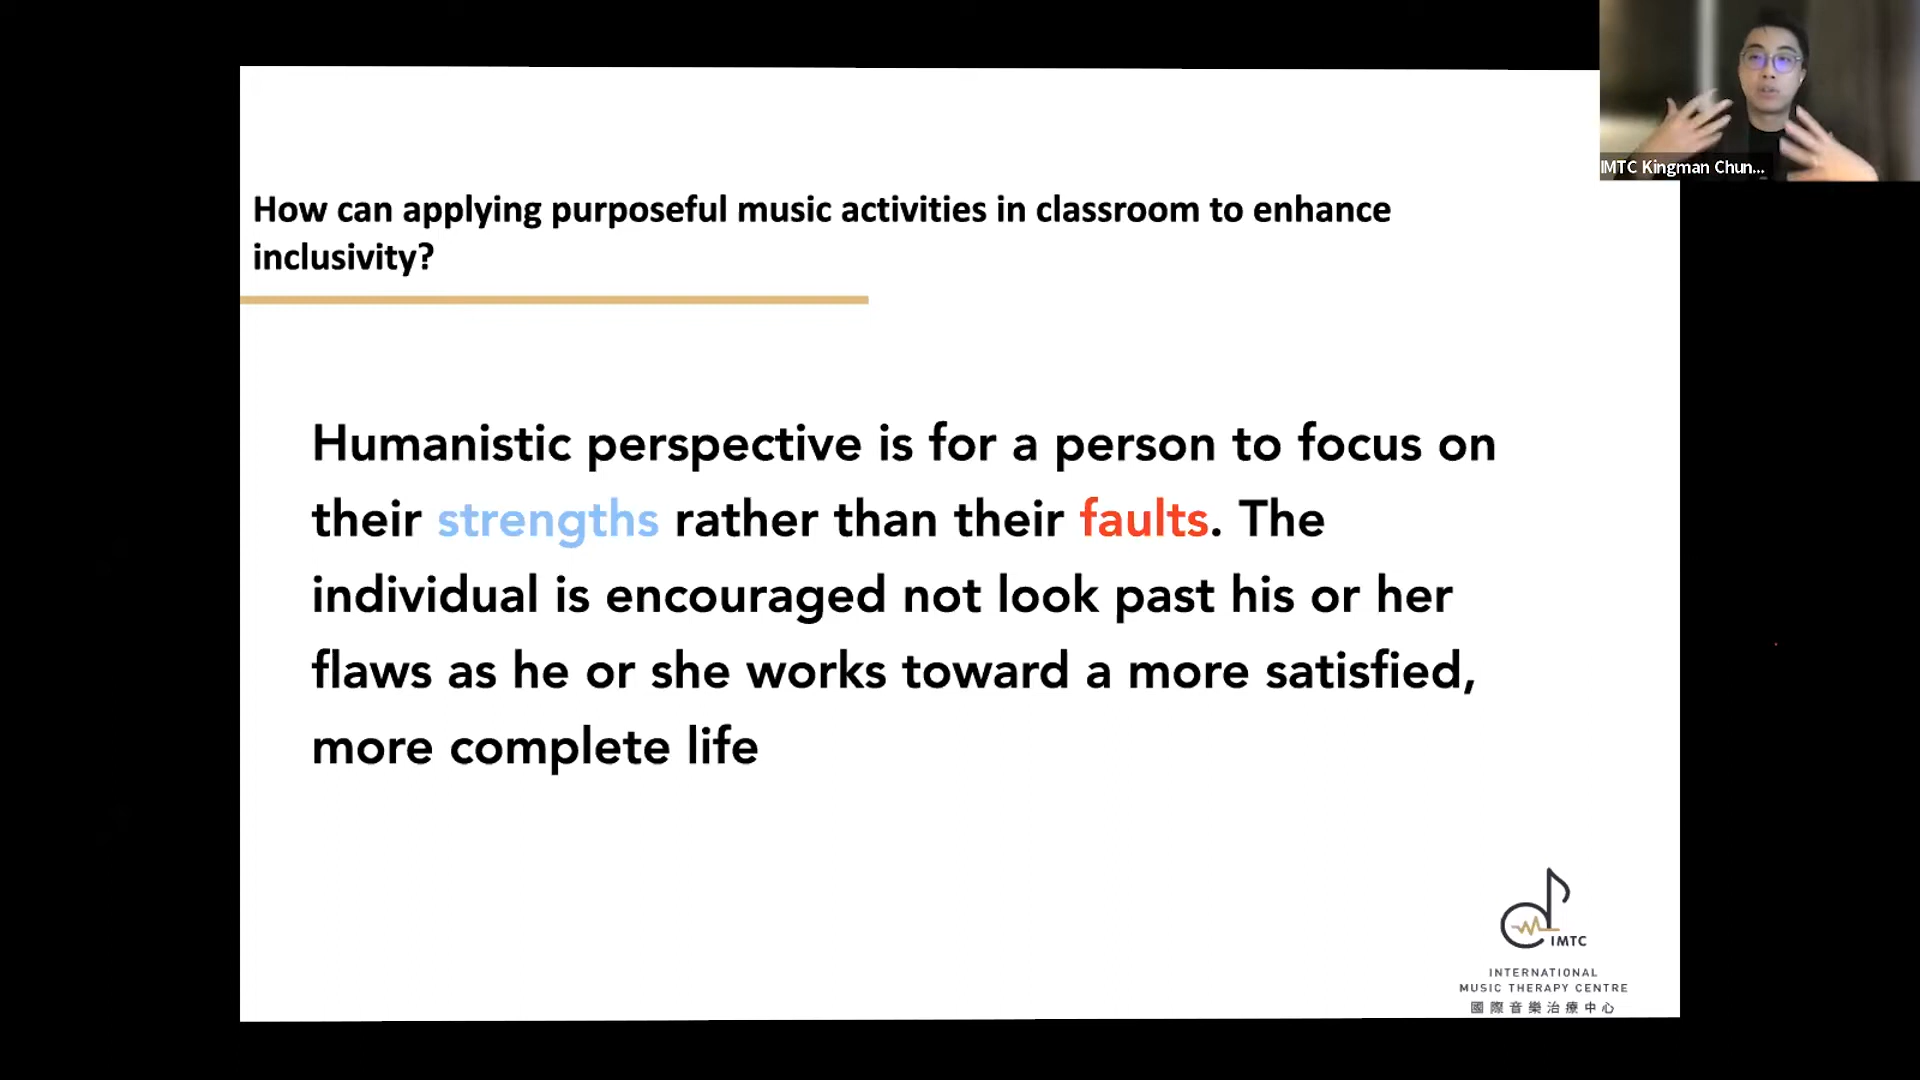 IMTC Kingman Chun...
How can applying purposeful music activities in classroom to enhance
inclusivity?
Humanistic perspective is for a person to focus on
their strengths rather than their faults. The
individual is encouraged not look past his or her
flaws as he or she works toward a more satisfied,
more complete life
IMTC
INTERNATIONAL
MUSIC THERAPY CENTRE
國際音樂治療中心